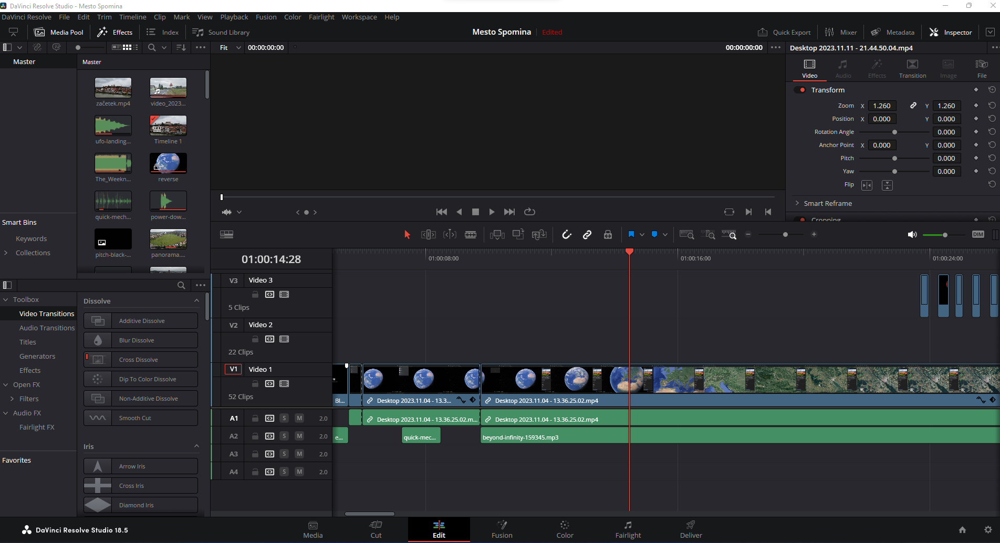 DaVinci Resolve Studio - Mesto Spomina
DaVinci Resolve File Edit Trim Timeline Clip Mark View Playback Fusion Color Fairlight Workspace Help
Media Pool Effects Index Sound Library Mesto Spomina Edited Quick Export Mixer Metadata Inspector
Fit 00:00:00:00 00:00:00:00 Desktop 2023.11.11 - 21.44.50.04.mp4
Master
Master
začetek.mp4 video_2023...
ufo-landing... Timeline 1
The_Weekn... reverse
quick-mech... power-dow...
pitch-black-... panorama....
Smart Bins
Keywords
Collections
Video Audio Effects Transition Image File
Transform
Zoom X 1.260 Y 1.260
Position X 0.000 Y 0.000
Rotation Angle 0.000
Anchor Point X 0.000 Y 0.000
Pitch 0.000
Yaw 0.000
Flip
Smart Reframe
Cropping
DIM
Toolbox
Video Transitions
Audio Transitions
Titles
Generators
Effects
Open FX
Filters
Audio FX
Fairlight FX
Favorites
Dissolve
Additive Dissolve
Blur Dissolve
Cross Dissolve
Dip To Color Dissolve
Non-Additive Dissolve
Smooth Cut
Iris
Arrow Iris
Cross Iris
Diamond Iris
01:00:14:28 01:00:08:00 01:00:16:00 01:00:24:00
V3 Video 3
5 Clips
V2 Video 2
22 Clips
V1 Video 1
52 Clips
Bl... Desktop 2023.11.04 - 13.3... Desktop 2023.11.04 - 13.36.25.02.mp4
A1 S M 2.0 Desktop 2023.11.04 - 13.36.25.02.m... Desktop 2023.11.04 - 13.36.25.02.mp4
A2 S M 2.0 e... quick-mec... beyond-infinity-159345.mp3
A3 S M 2.0
A4 S M 2.0
DaVinci Resolve Studio 18.5 Media Cut Edit Fusion Color Fairlight Deliver